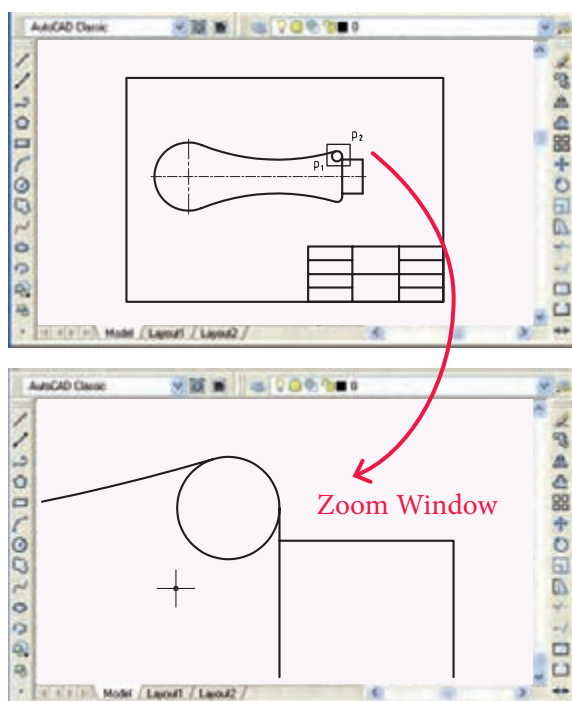 AutoCAD Classic
0
P2
P1
Model / Layout1 / Layout2 /
AutoCAD Classic
0
Zoom Window
Model / Layout1 / Layout2 /